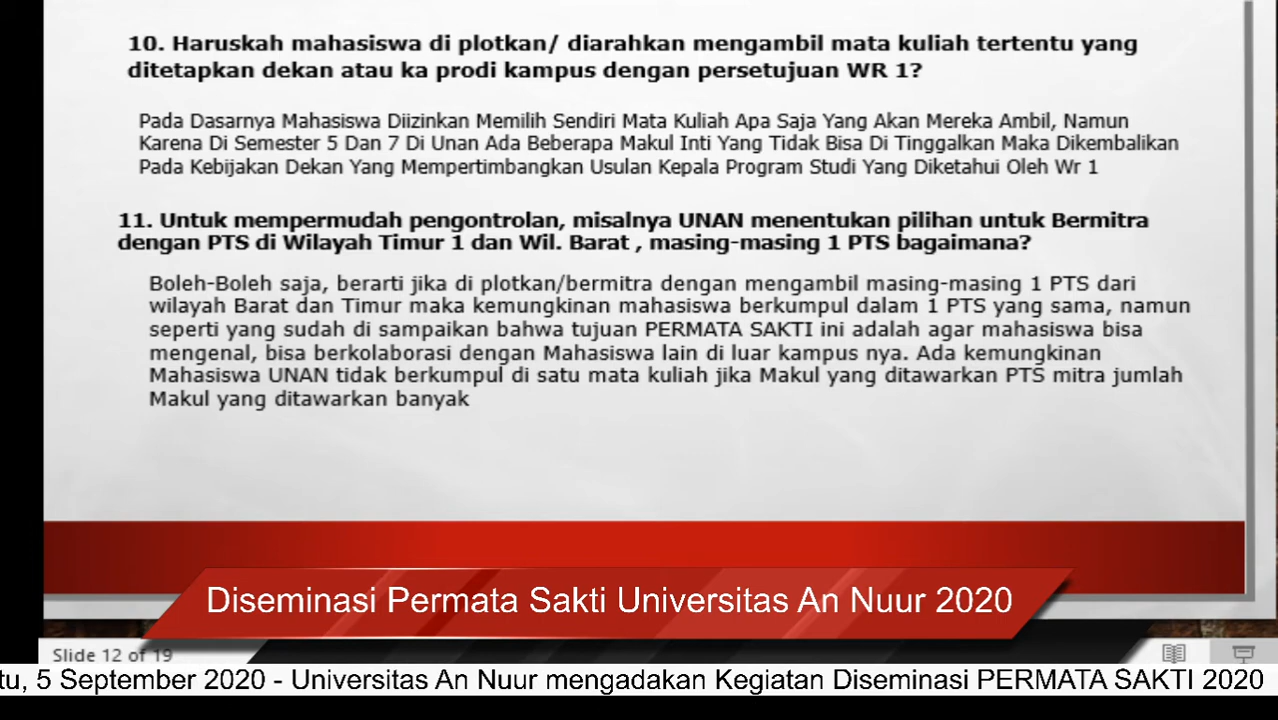 10. Haruskah mahasiswa di plotkan/ diarahkan mengambil mata kuliah tertentu yang
ditetapkan dekan atau ka prodi kampus dengan persetujuan WR 1?
Pada Dasarnya Mahasiswa Diizinkan Memilih Sendiri Mata Kuliah Apa Saja Yang Akan Mereka Ambil, Namun
Karena Di Semester 5 Dan 7 Di Unan Ada Beberapa Makul Inti Yang Tidak Bisa Di Tinggalkan Maka Dikembalikan
Pada Kebijakan Dekan Yang Mempertimbangkan Usulan Kepala Program Studi Yang Diketahui Oleh Wr 1
11. Untuk mempermudah pengontrolan, misalnya UNAN menentukan pilihan untuk Bermitra
dengan PTS di Wilayah Timur 1 dan Wil. Barat , masing-masing 1 PTS bagaimana?
Boleh-Boleh saja, berarti jika di plotkan/bermitra dengan mengambil masing-masing 1 PTS dari
wilayah Barat dan Timur maka kemungkinan mahasiswa berkumpul dalam 1 PTS yang sama, namun
seperti yang sudah di sampaikan bahwa tujuan PERMATA SAKTI ini adalah agar mahasiswa bisa
mengenal, bisa berkolaborasi dengan Mahasiswa lain di luar kampus nya. Ada kemungkinan
Mahasiswa UNAN tidak berkumpul di satu mata kuliah jika Makul yang ditawarkan PTS mitra jumlah
Makul yang ditawarkan banyak
Diseminasi Permata Sakti Universitas An Nuur 2020
Slide 12 of 19
tu, 5 September 2020 - Universitas An Nuur mengadakan Kegiatan Diseminasi PERMATA SAKTI 2020